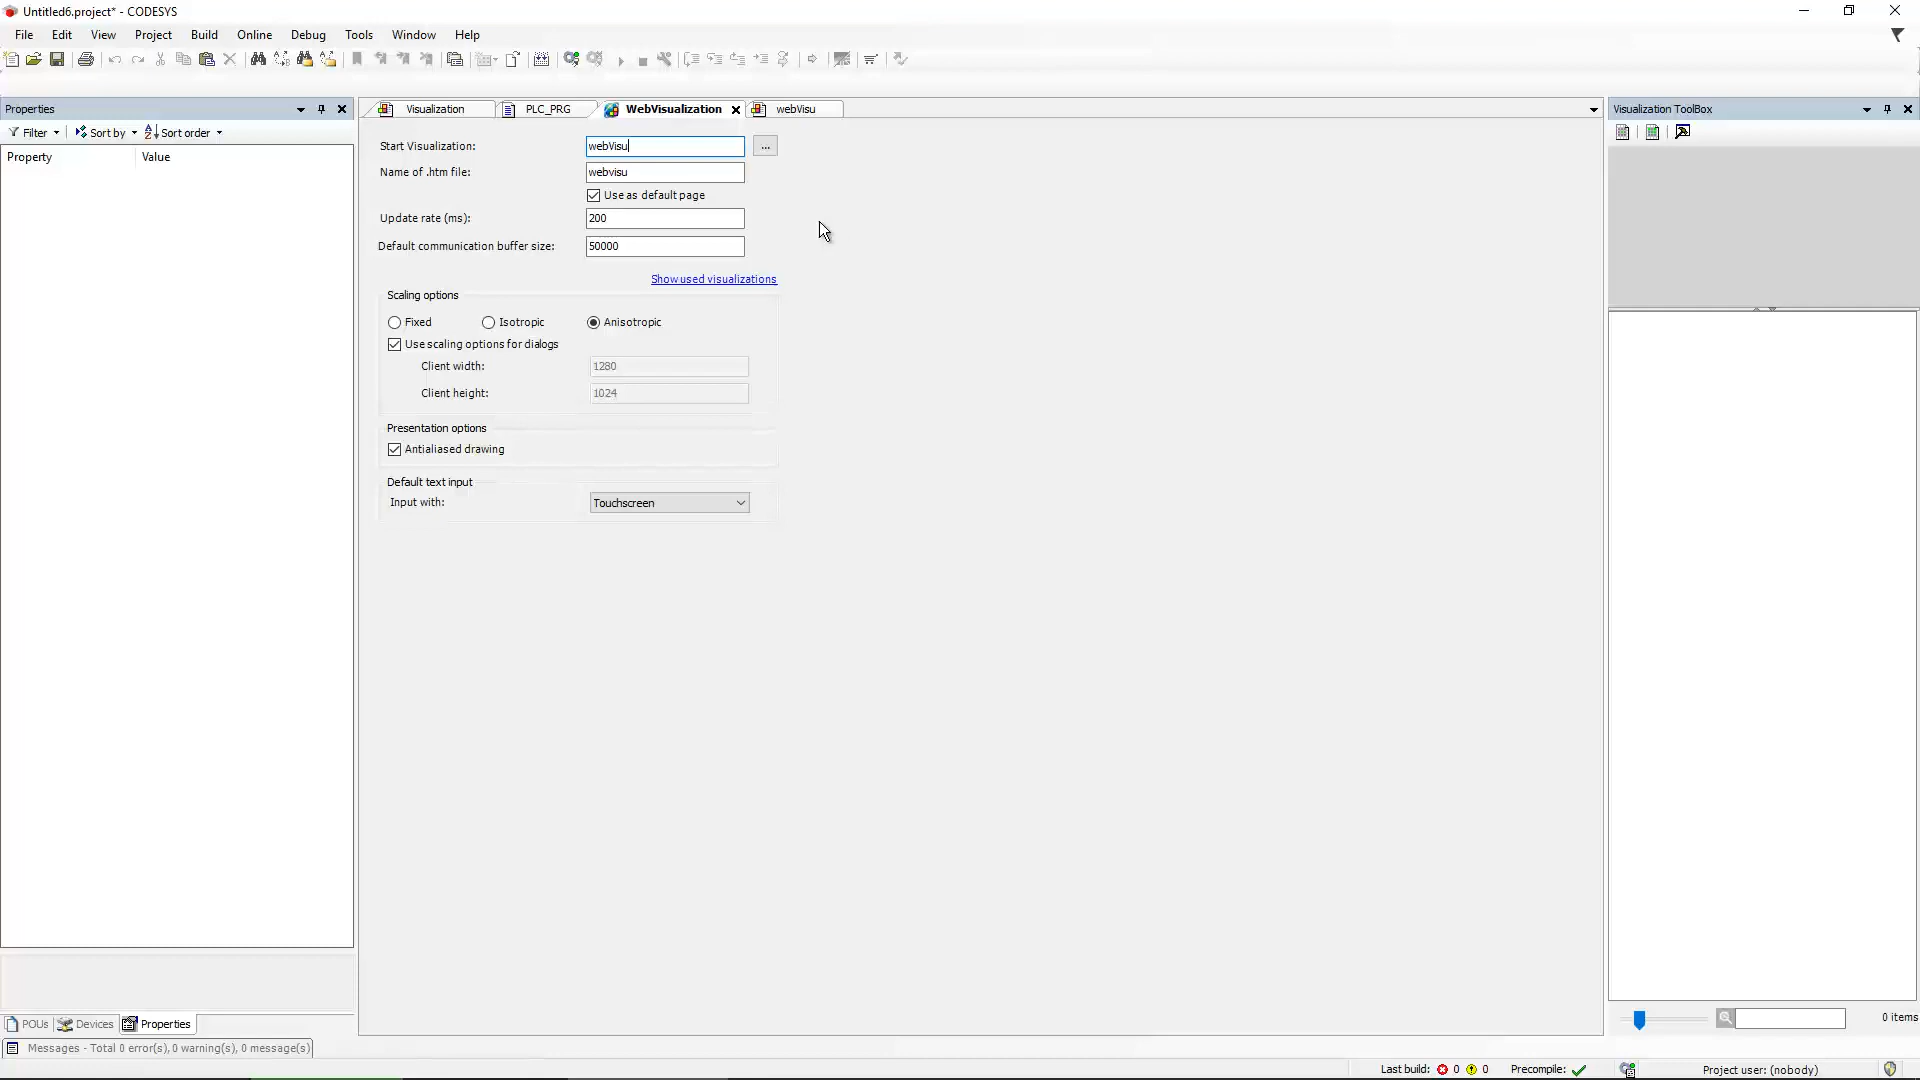 Untitled6.project* - CODESYS
File Edit View Project Build Online Debug Tools Window Help
Properties
Filter Sort by Sort order
Property Value
Visualization PLC_PRG WebVisualization webVisu
Start Visualization: webVisu ...
Name of .htm file: webvisu
Use as default page
Update rate (ms): 200
Default communication buffer size: 50000
Show used visualizations
Scaling options
Fixed Isotropic Anisotropic
Use scaling options for dialogs
Client width: 1280
Client height: 1024
Presentation options
Antialiased drawing
Default text input
Input with: Touchscreen
Visualization ToolBox
0 items
POUs Devices Properties
Messages - Total 0 error(s), 0 warning(s), 0 message(s)
Last build: 0 0 Precompile: Project user: (nobody)